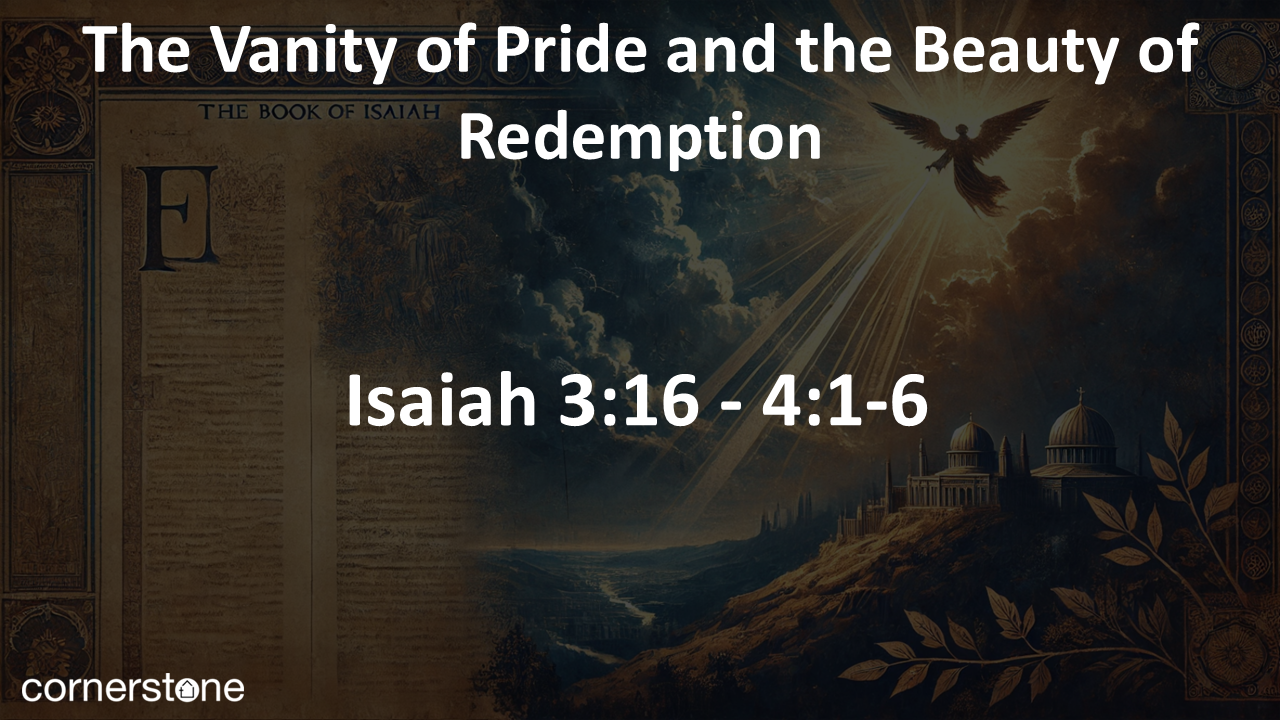 The Vanity of Pride and the Beauty of
Redemption
THE BOOK OF ISAIAH
E
Isaiah 3:16 - 4:1-6
cornerstone